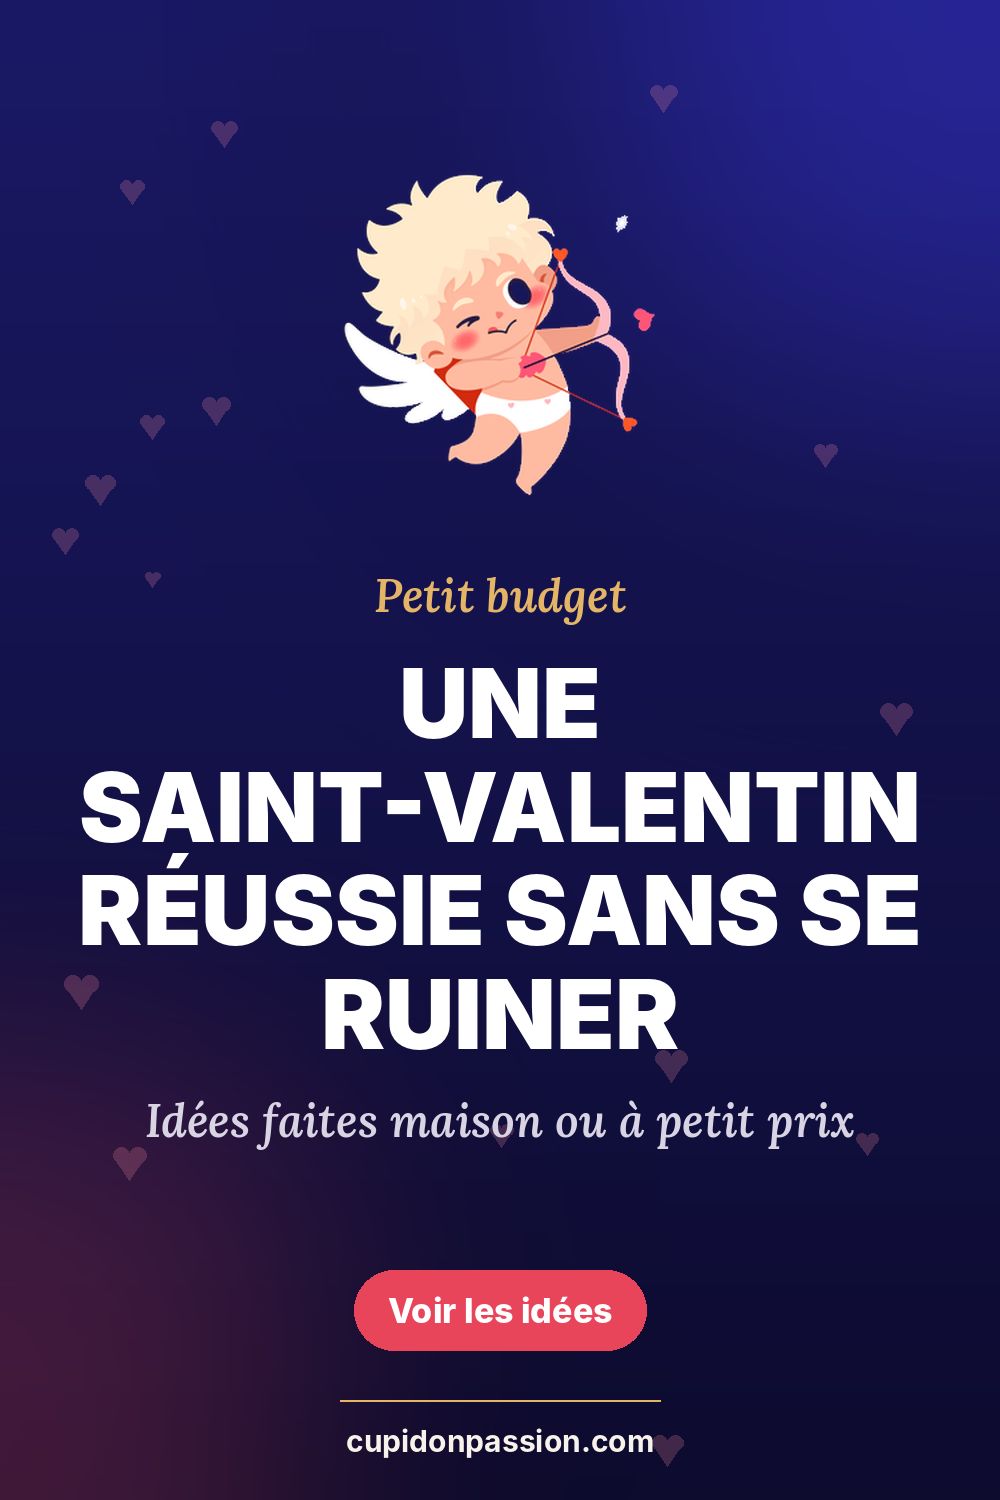 Petit budget
UNE
SAINT-VALENTIN
RÉUSSIE SANS SE
RUINER
Idées faites maison ou à petit prix
Voir les idées
cupidonpassion.com